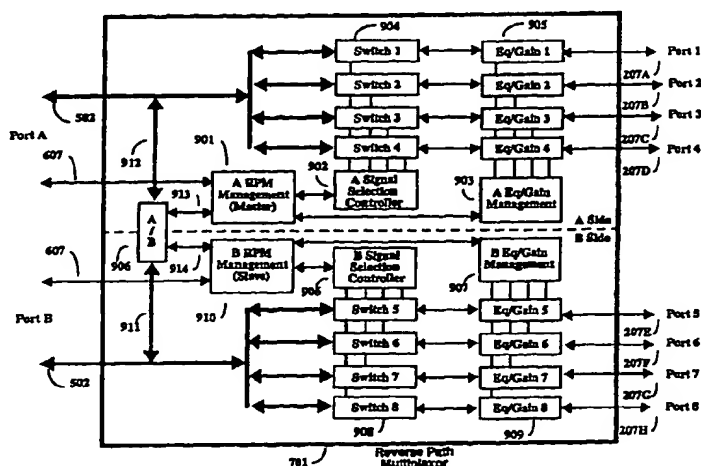 904
905
Switch 1
Eq/Gain 1
Port 1
207A
Switch 2
Eq/Gain 2
Port 2
207B
Switch 3
Eq/Gain 3
Port 3
207C
Switch 4
Eq/Gain 4
Port 4
207D
502
Port A
912
901
607
902
903
913
A RPM
Management
(Master)
A Signal
Selection
Controller
A Eq/Gain
Management
A
/
B
A Side
B Side
607
906
914
B RPM
Management
(Slave)
B Signal
Selection
Controller
907
B Eq/Gain
Management
906
910
Port B
911
Switch 5
Eq/Gain 5
Port 5
207E
Switch 6
Eq/Gain 6
Port 6
207F
Switch 7
Eq/Gain 7
Port 7
207G
Switch 8
Eq/Gain 8
Port 8
207H
502
908
909
701
Reverse Path
Multiplexor